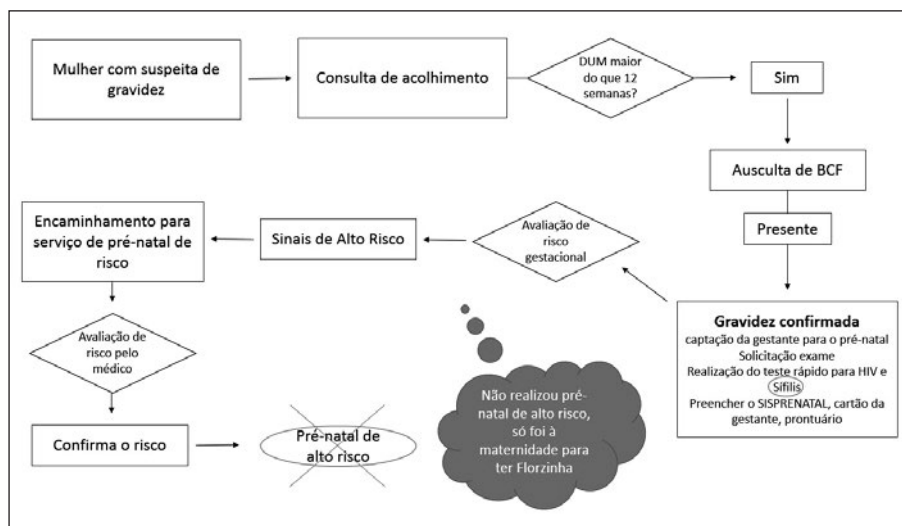 Mulher com suspeita de
gravidez
Consulta de acolhimento
DUM maior
do que 12
semanas?
Sim
Ausculta de BCF
Presente
Gravidez confirmada
captação da gestante para o pré-natal
Solicitação exame
Realização do teste rápido para HIV e
Sífilis
Preencher o SISPRENATAL, cartão da
gestante, prontuário
Avaliação de
risco
gestacional
Sinais de Alto Risco
Encaminhamento para
serviço de pré-natal de
risco
Avaliação de
risco pelo
médico
Confirma o risco
Pré-natal de
alto risco
Não realizou pré-
natal de alto risco,
só foi à
maternidade para
ter Florzinha